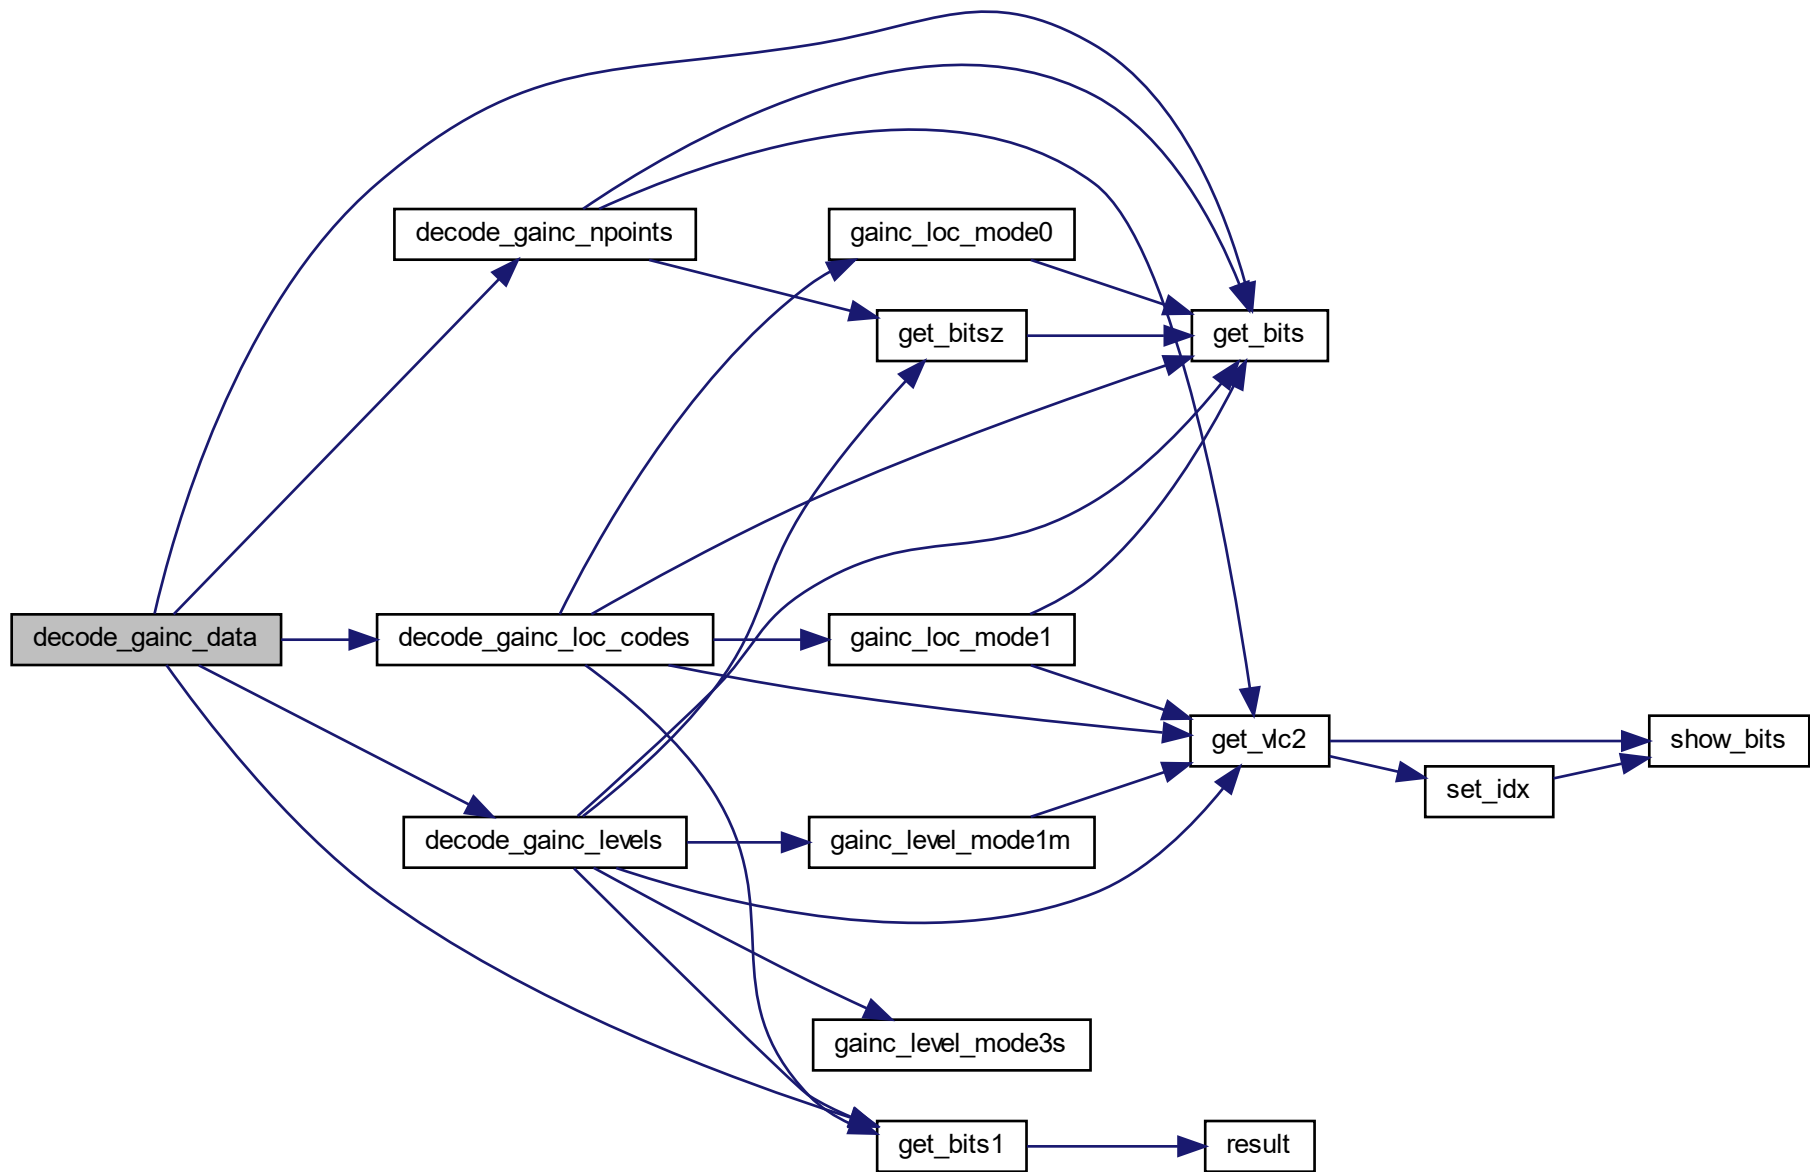 decode_gainc_npoints
gainc_loc_mode0
get_bitsz
get_bits
decode_gainc_data
decode_gainc_loc_codes
gainc_loc_mode1
get_vlc2
show_bits
set_idx
decode_gainc_levels
gainc_level_mode1m
gainc_level_mode3s
get_bits1
result